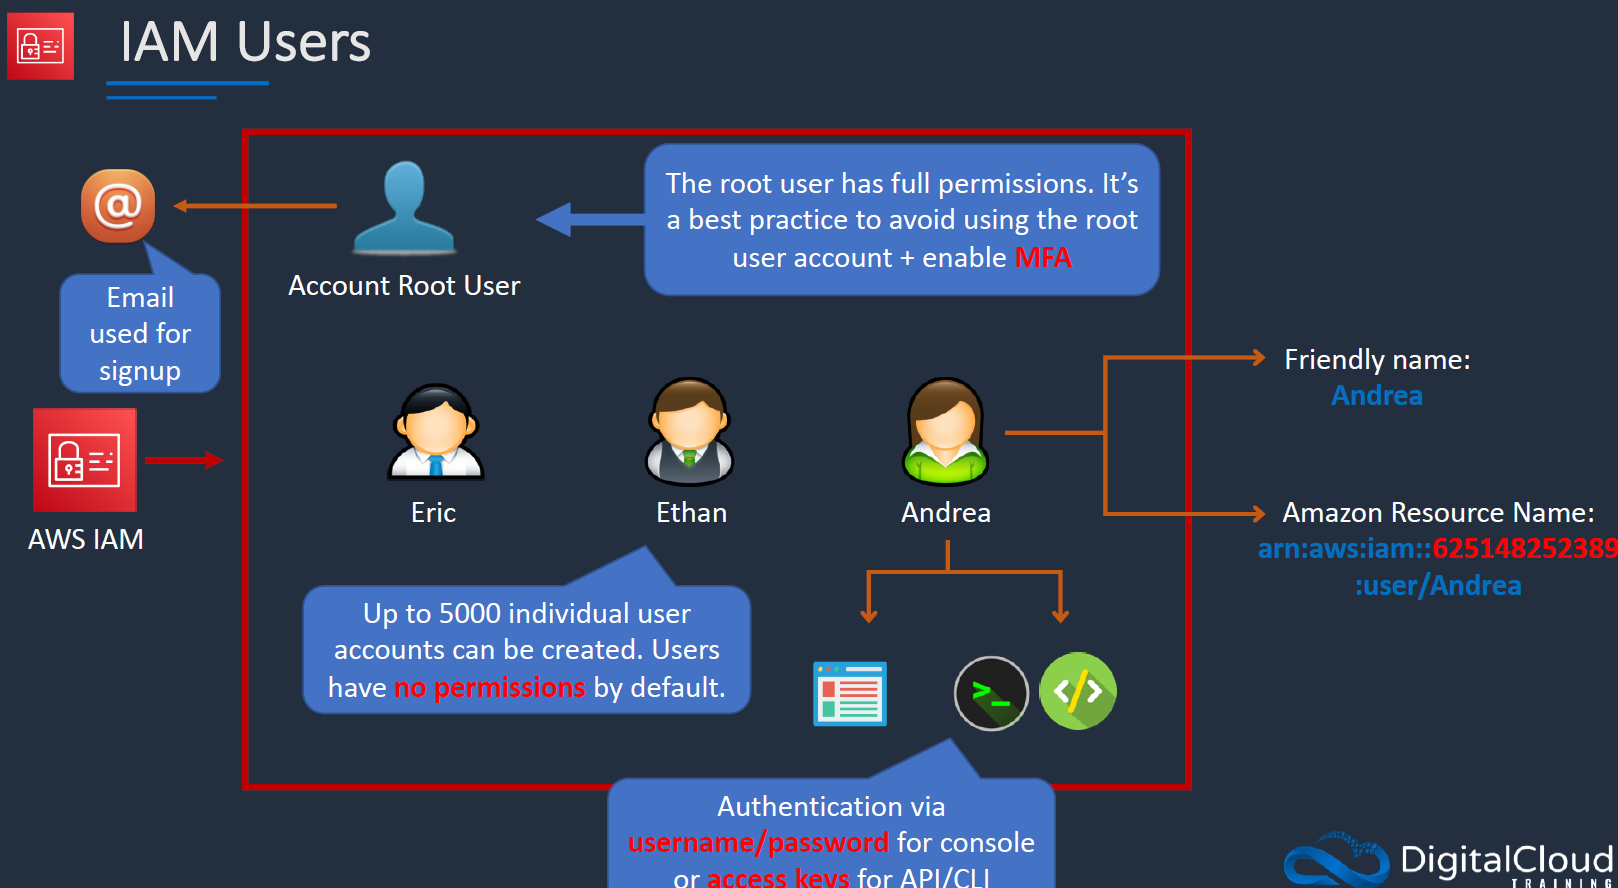 IAM Users
@
Email
used for
signup
Account Root User
The root user has full permissions. It’s
a best practice to avoid using the root
user account + enable MFA
AWS IAM
Eric
Ethan
Andrea
Friendly name:
Andrea
Amazon Resource Name:
arn:aws:iam::625148252389
:user/Andrea
Up to 5000 individual user
accounts can be created. Users
have no permissions by default.
>_
</>
Authentication via
username/password for console
or access keys for API/CLI
DigitalCloud
TRAINING